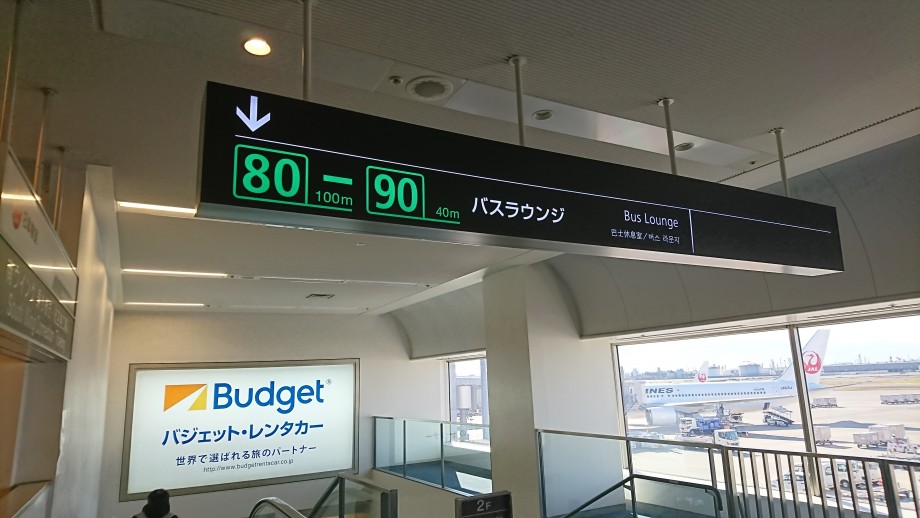 80 100m - 90 40m バスラウンジ Bus Lounge
巴士休息室/버스 라운지
Budget®
バジェット・レンタカー
世界で選ばれる旅のパートナー
http://www.budgetrentacar.co.jp
INES
JAL
2F